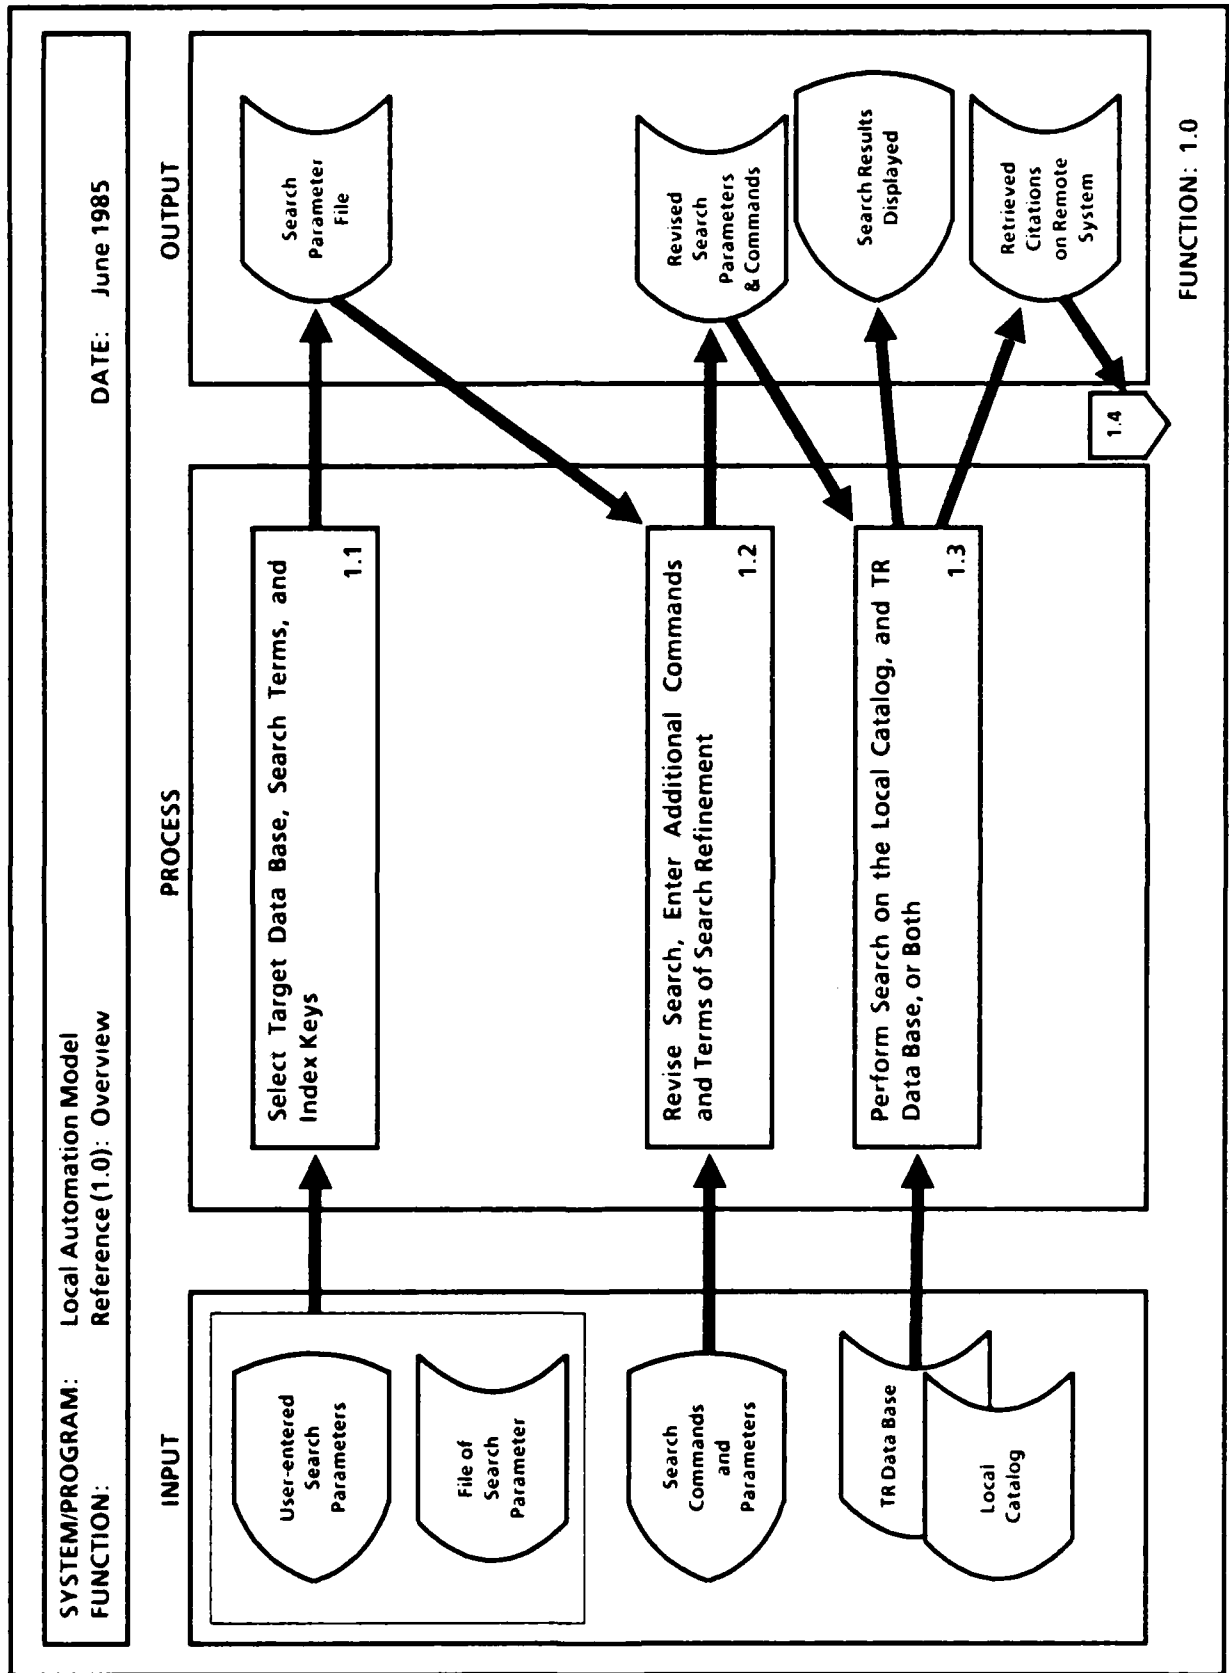 SYSTEM/PROGRAM: Local Automation Model DATE: June 1985
FUNCTION: Reference (1.0): Overview
INPUT
PROCESS
OUTPUT
User-entered
Search
Parameters
File of
Search
Parameter
Select Target Data Base, Search Terms, and
Index Keys
1.1
Search
Parameter
File
Search
Commands
and
Parameters
Revise Search, Enter Additional Commands
and Terms of Search Refinement
1.2
Revised
Search
Parameters
& Commands
TR Data Base
Local
Catalog
Perform Search on the Local Catalog, and TR
Data Base, or Both
1.3
Search Results
Displayed
Retrieved
Citations
on Remote
System
1.4
FUNCTION: 1.0